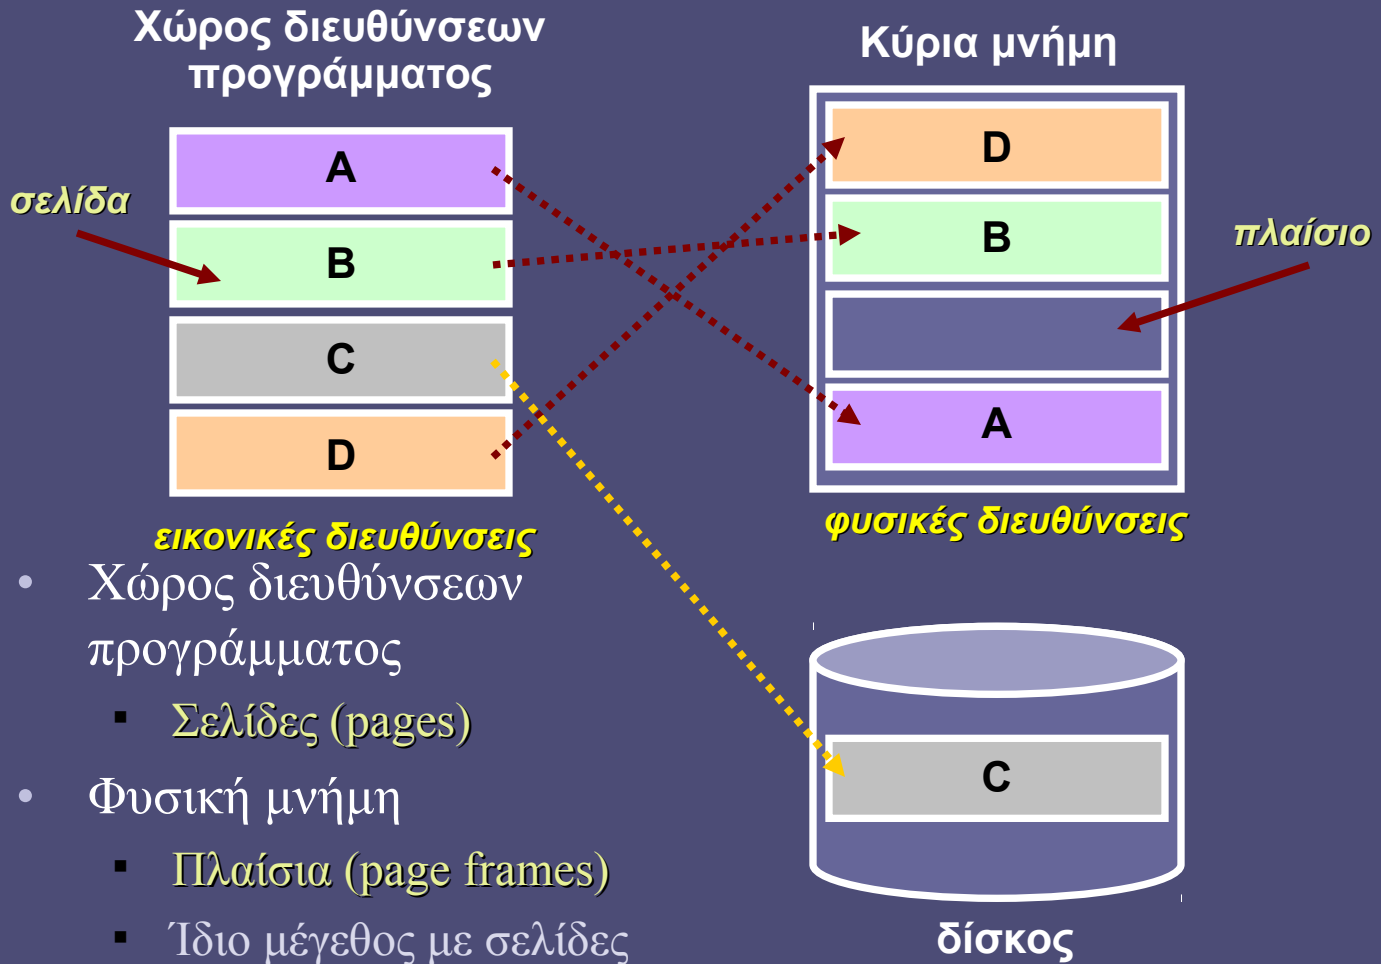 Χώρος διευθύνσεων
προγράμματος
A
B
C
D
σελίδα
εικονικές διευθύνσεις
Κύρια μνήμη
D
B
A
πλαίσιο
φυσικές διευθύνσεις
C
δίσκος
• Χώρος διευθύνσεων
προγράμματος
▪ Σελίδες (pages)
• Φυσική μνήμη
▪ Πλαίσια (page frames)
▪ Ίδιο μέγεθος με σελίδες